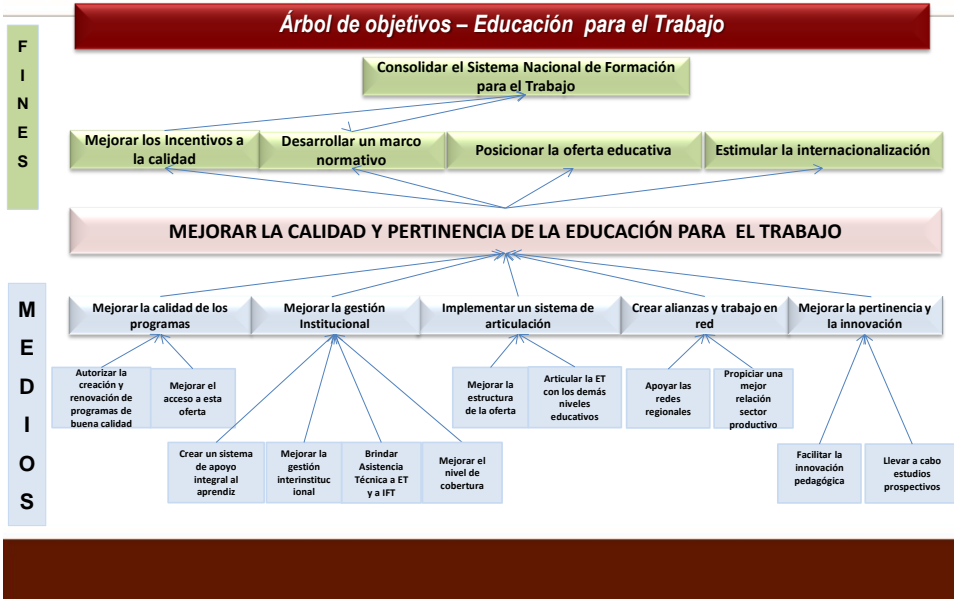 Árbol de objetivos – Educación para el Trabajo
F
I
N
E
S
Consolidar el Sistema Nacional de Formación
para el Trabajo
Mejorar los Incentivos a
la calidad
Desarrollar un marco
normativo
Posicionar la oferta educativa
Estimular la internacionalización
MEJORAR LA CALIDAD Y PERTINENCIA DE LA EDUCACIÓN PARA EL TRABAJO
M
E
D
I
O
S
Mejorar la calidad de los
programas
Mejorar la gestión
Institucional
Implementar un sistema de
articulación
Crear alianzas y trabajo en
red
Mejorar la pertinencia y
la innovación
Autorizar la
creación y
renovación de
programas de
buena calidad
Mejorar el
acceso a esta
oferta
Mejorar la
estructura
de la oferta
Articular la ET
con los demás
niveles
educativos
Apoyar las
redes
regionales
Propiciar una
mejor
relación
sector
productivo
Crear un sistema
de apoyo
integral al
aprendiz
Mejorar la
gestión
interinstituc
ional
Brindar
Asistencia
Técnica a ET
y a IFT
Mejorar el
nivel de
cobertura
Facilitar la
innovación
pedagógica
Llevar a cabo
estudios
prospectivos